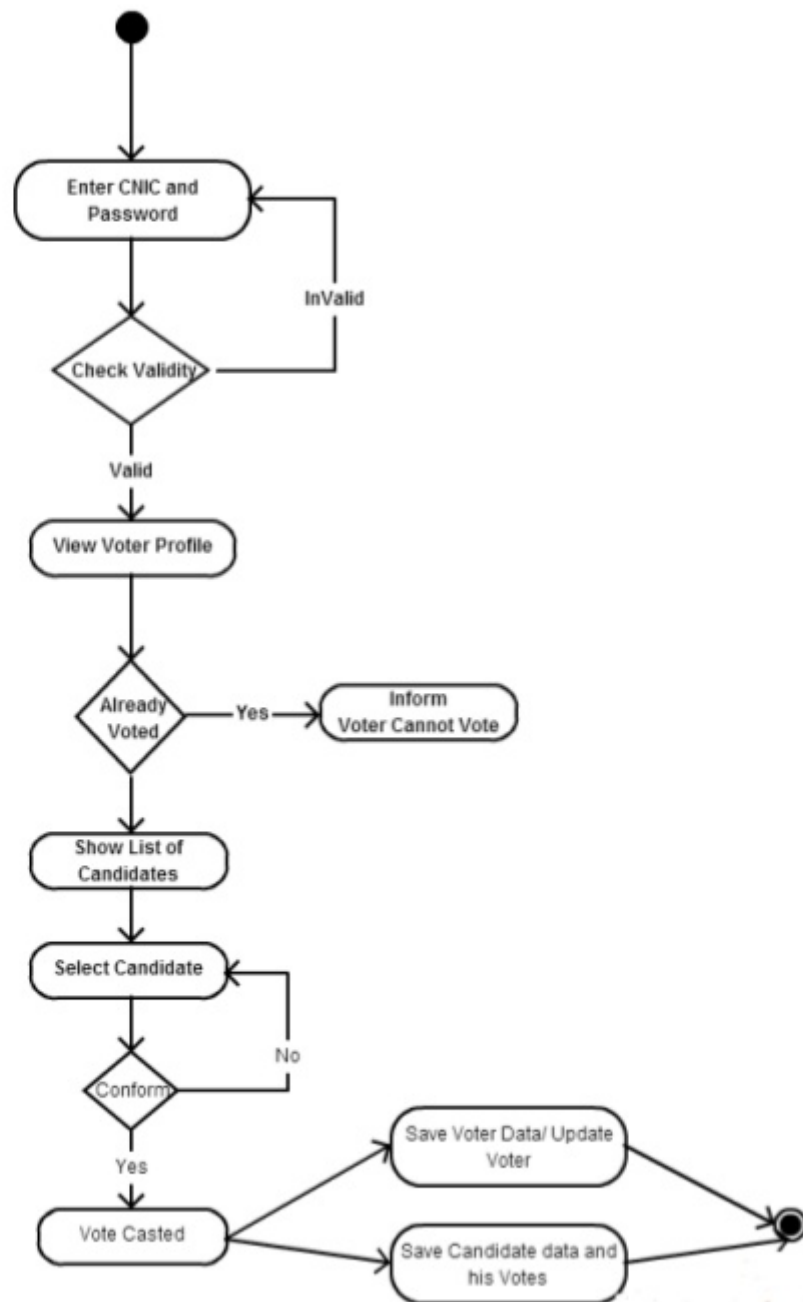 Enter CNIC and
Password
InValid
Check Validity
Valid
View Voter Profile
Already
Voted
Yes
Inform
Voter Cannot Vote
Show List of
Candidates
Select Candidate
No
Conform
Yes
Save Voter Data/ Update
Voter
Vote Casted
Save Candidate data and
his Votes